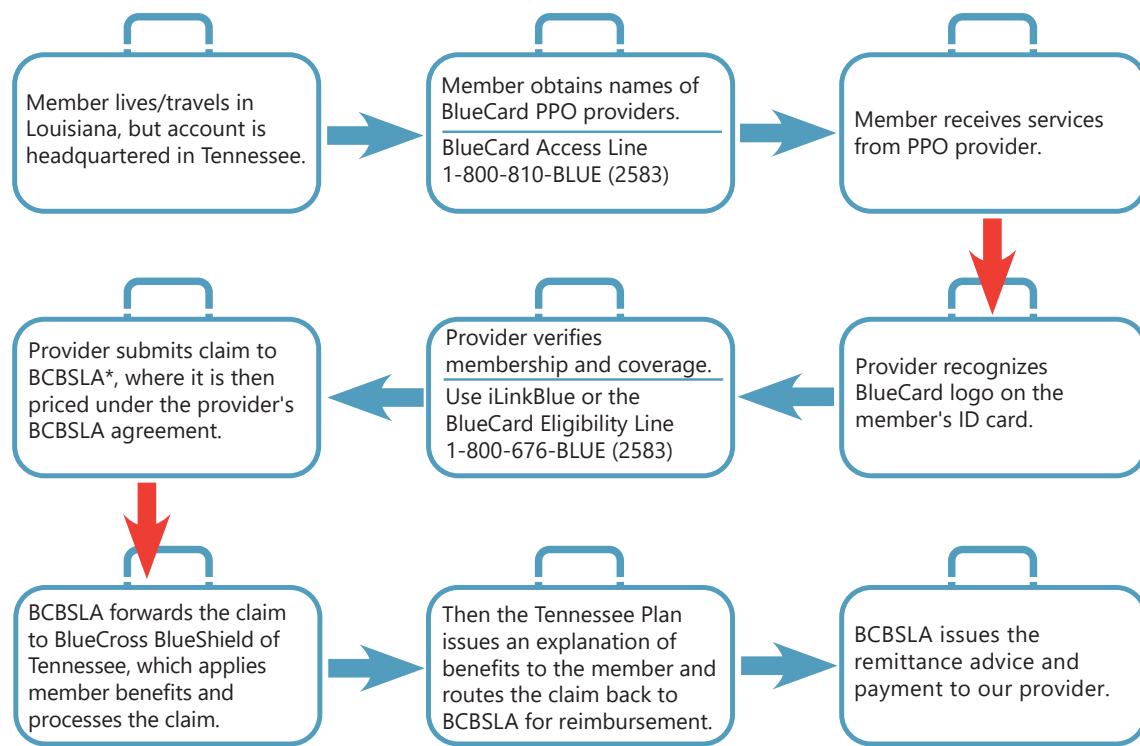 Member lives/travels in
Louisiana, but account is
headquartered in Tennessee.
Member obtains names of
BlueCard PPO providers.
BlueCard Access Line
1-800-810-BLUE (2583)
Member receives services
from PPO provider.
Provider recognizes
BlueCard logo on the
member's ID card.
Provider verifies
membership and coverage.
Use iLinkBlue or the
BlueCard Eligibility Line
1-800-676-BLUE (2583)
Provider submits claim to
BCBSLA*, where it is then
priced under the provider's
BCBSLA agreement.
BCBSLA forwards the claim
to BlueCross BlueShield of
Tennessee, which applies
member benefits and
processes the claim.
Then the Tennessee Plan
issues an explanation of
benefits to the member and
routes the claim back to
BCBSLA for reimbursement.
BCBSLA issues the
remittance advice and
payment to our provider.